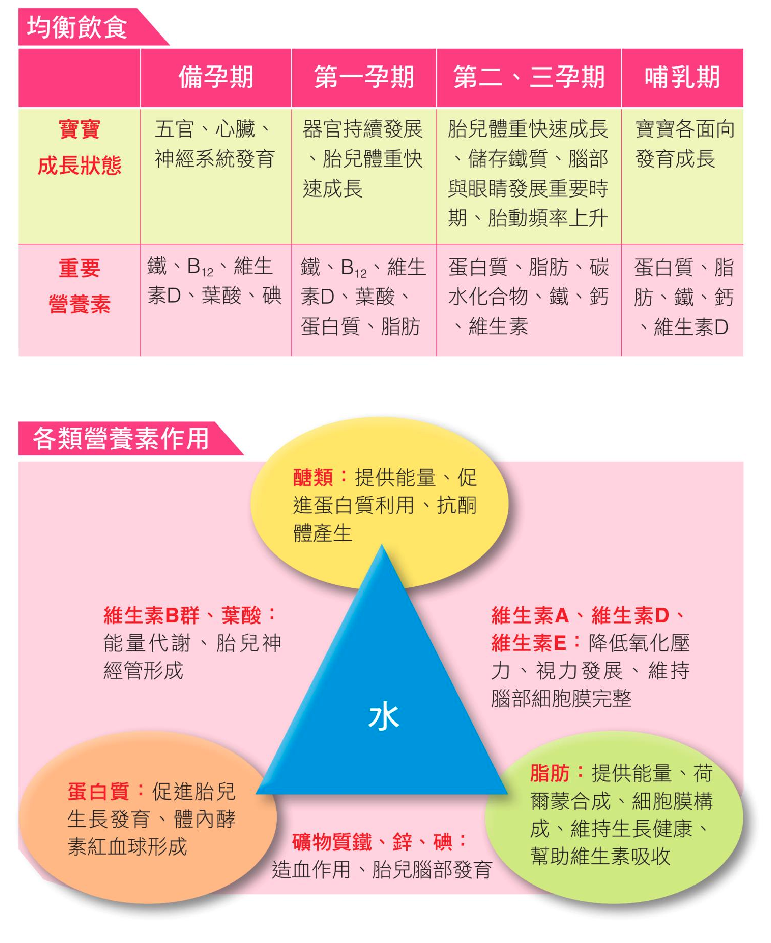 均衡飲食
備孕期
第一孕期
第二、三孕期
哺乳期
寶寶
成長狀態
五官、心臟、
神經系統發育
器官持續發展
、胎兒體重快
速成長
胎兒體重快速成長
、儲存鐵質、腦部
與眼睛發展重要時
期、胎動頻率上升
寶寶各面向
發育成長
重要
營養素
鐵、B₁₂、維生
素D、葉酸、碘
鐵、B₁₂、維生
素D、葉酸、
蛋白質、脂肪
蛋白質、脂肪、碳
水化合物、鐵、鈣
、維生素
蛋白質、脂
肪、鐵、鈣
、維生素D
各類營養素作用
醣類：提供能量、促
進蛋白質利用、抗酮
體產生
維生素B群、葉酸：
能量代謝、胎兒神
經管形成
維生素A、維生素D、
維生素E：降低氧化壓
力、視力發展、維持
腦部細胞膜完整
水
蛋白質：促進胎兒
生長發育、體內酵
素紅血球形成
脂肪：提供能量、荷
爾蒙合成、細胞膜構
成、維持生長健康、
幫助維生素吸收
礦物質鐵、鋅、碘：
造血作用、胎兒腦部發育